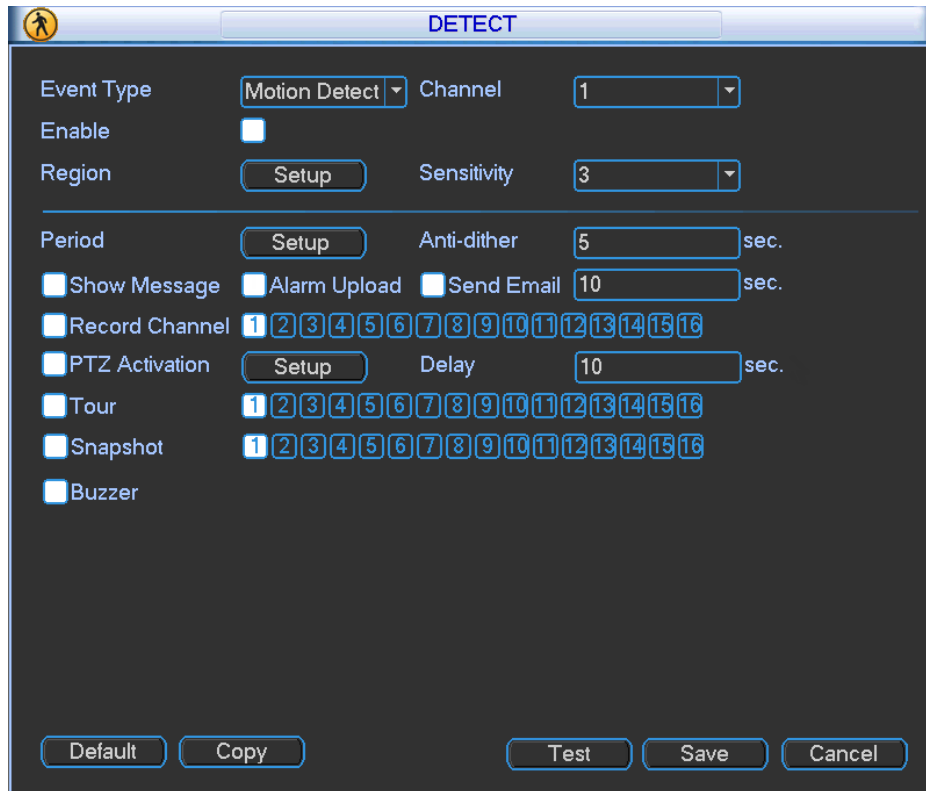 DETECT
Event Type Motion Detect Channel 1
Enable
Region Setup Sensitivity 3
Period Setup Anti-dither 5 sec.
Show Message Alarm Upload Send Email 10 sec.
Record Channel 1 2 3 4 5 6 7 8 9 10 11 12 13 14 15 16
PTZ Activation Setup Delay 10 sec.
Tour 1 2 3 4 5 6 7 8 9 10 11 12 13 14 15 16
Snapshot 1 2 3 4 5 6 7 8 9 10 11 12 13 14 15 16
Buzzer
Default Copy Test Save Cancel